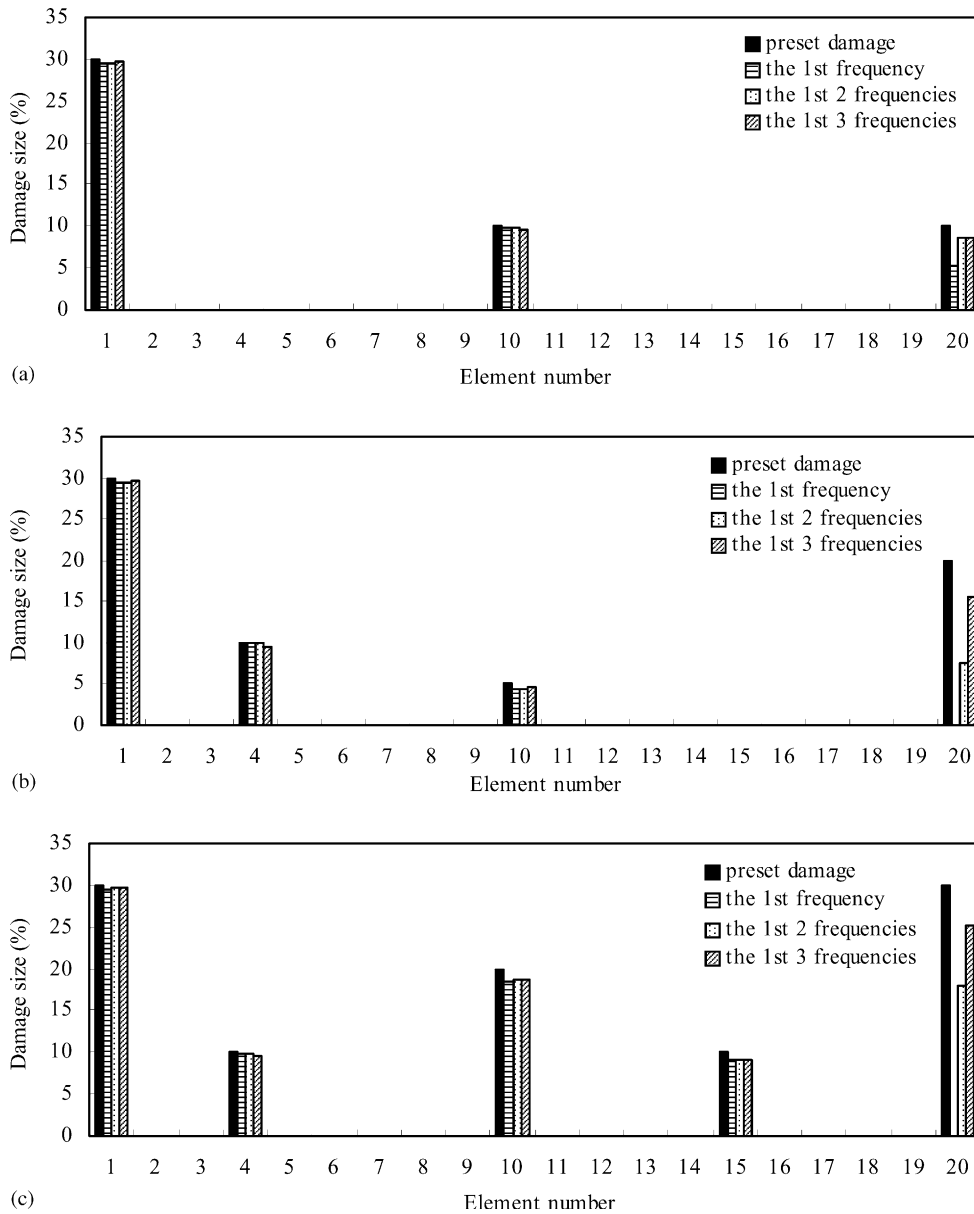 35
30
25
20
15
10
5
0
Damage size (%)
preset damage
the 1st frequency
the 1st 2 frequencies
the 1st 3 frequencies
1 2 3 4 5 6 7 8 9 10 11 12 13 14 15 16 17 18 19 20
Element number
(a)
35
30
25
20
15
10
5
0
Damage size (%)
preset damage
the 1st frequency
the 1st 2 frequencies
the 1st 3 frequencies
1 2 3 4 5 6 7 8 9 10 11 12 13 14 15 16 17 18 19 20
Element number
(b)
35
30
25
20
15
10
5
0
Damage size (%)
preset damage
the 1st frequency
the 1st 2 frequencies
the 1st 3 frequencies
1 2 3 4 5 6 7 8 9 10 11 12 13 14 15 16 17 18 19 20
Element number
(c)